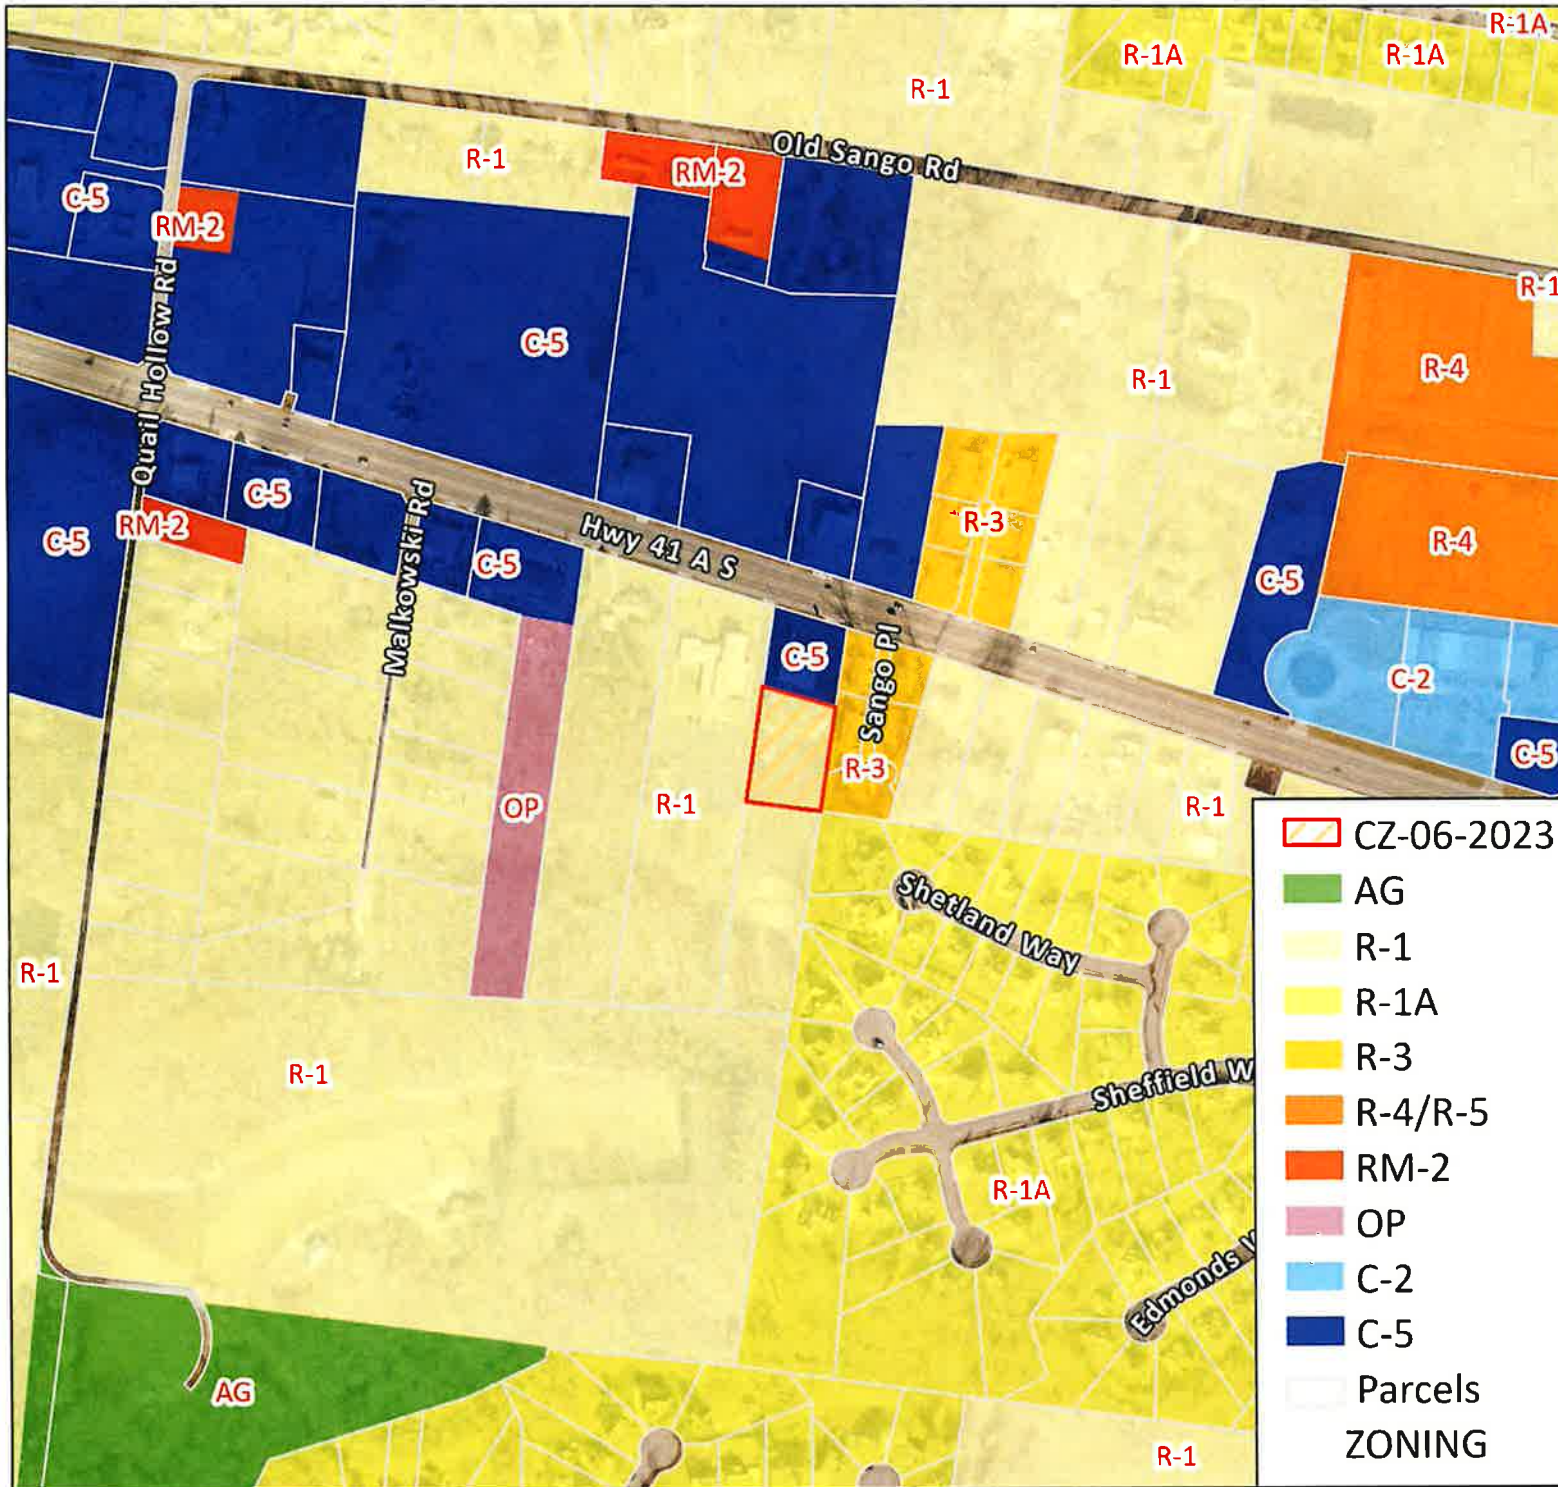 R-1A
R-1A
R-1A
R-1
Old Sango Rd
R-1
RM-2
C-5
RM-2
R-1
Quail Hollow Rd
C-5
R-1
R-4
C-5
RM-2
C-5
Malkowski Rd
C-5
Hwy 41 A S
R-3
R-4
C-5
C-5
Sango Pl
R-3
C-2
C-5
OP
R-1
R-1
Shetland Way
R-1
R-1
Sheffield W
R-1A
Edmonds
AG
R-1
CZ-06-2023
AG
R-1
R-1A
R-3
R-4/R-5
RM-2
OP
C-2
C-5
Parcels
ZONING